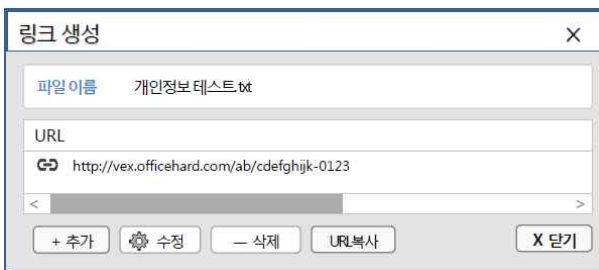 링크 생성 X
파일 이름 개인정보 테스트.txt
URL
http://vex.officehard.com/ab/cdefghijk-0123
< >
+ 추가 수정 — 삭제 URL복사 X 닫기